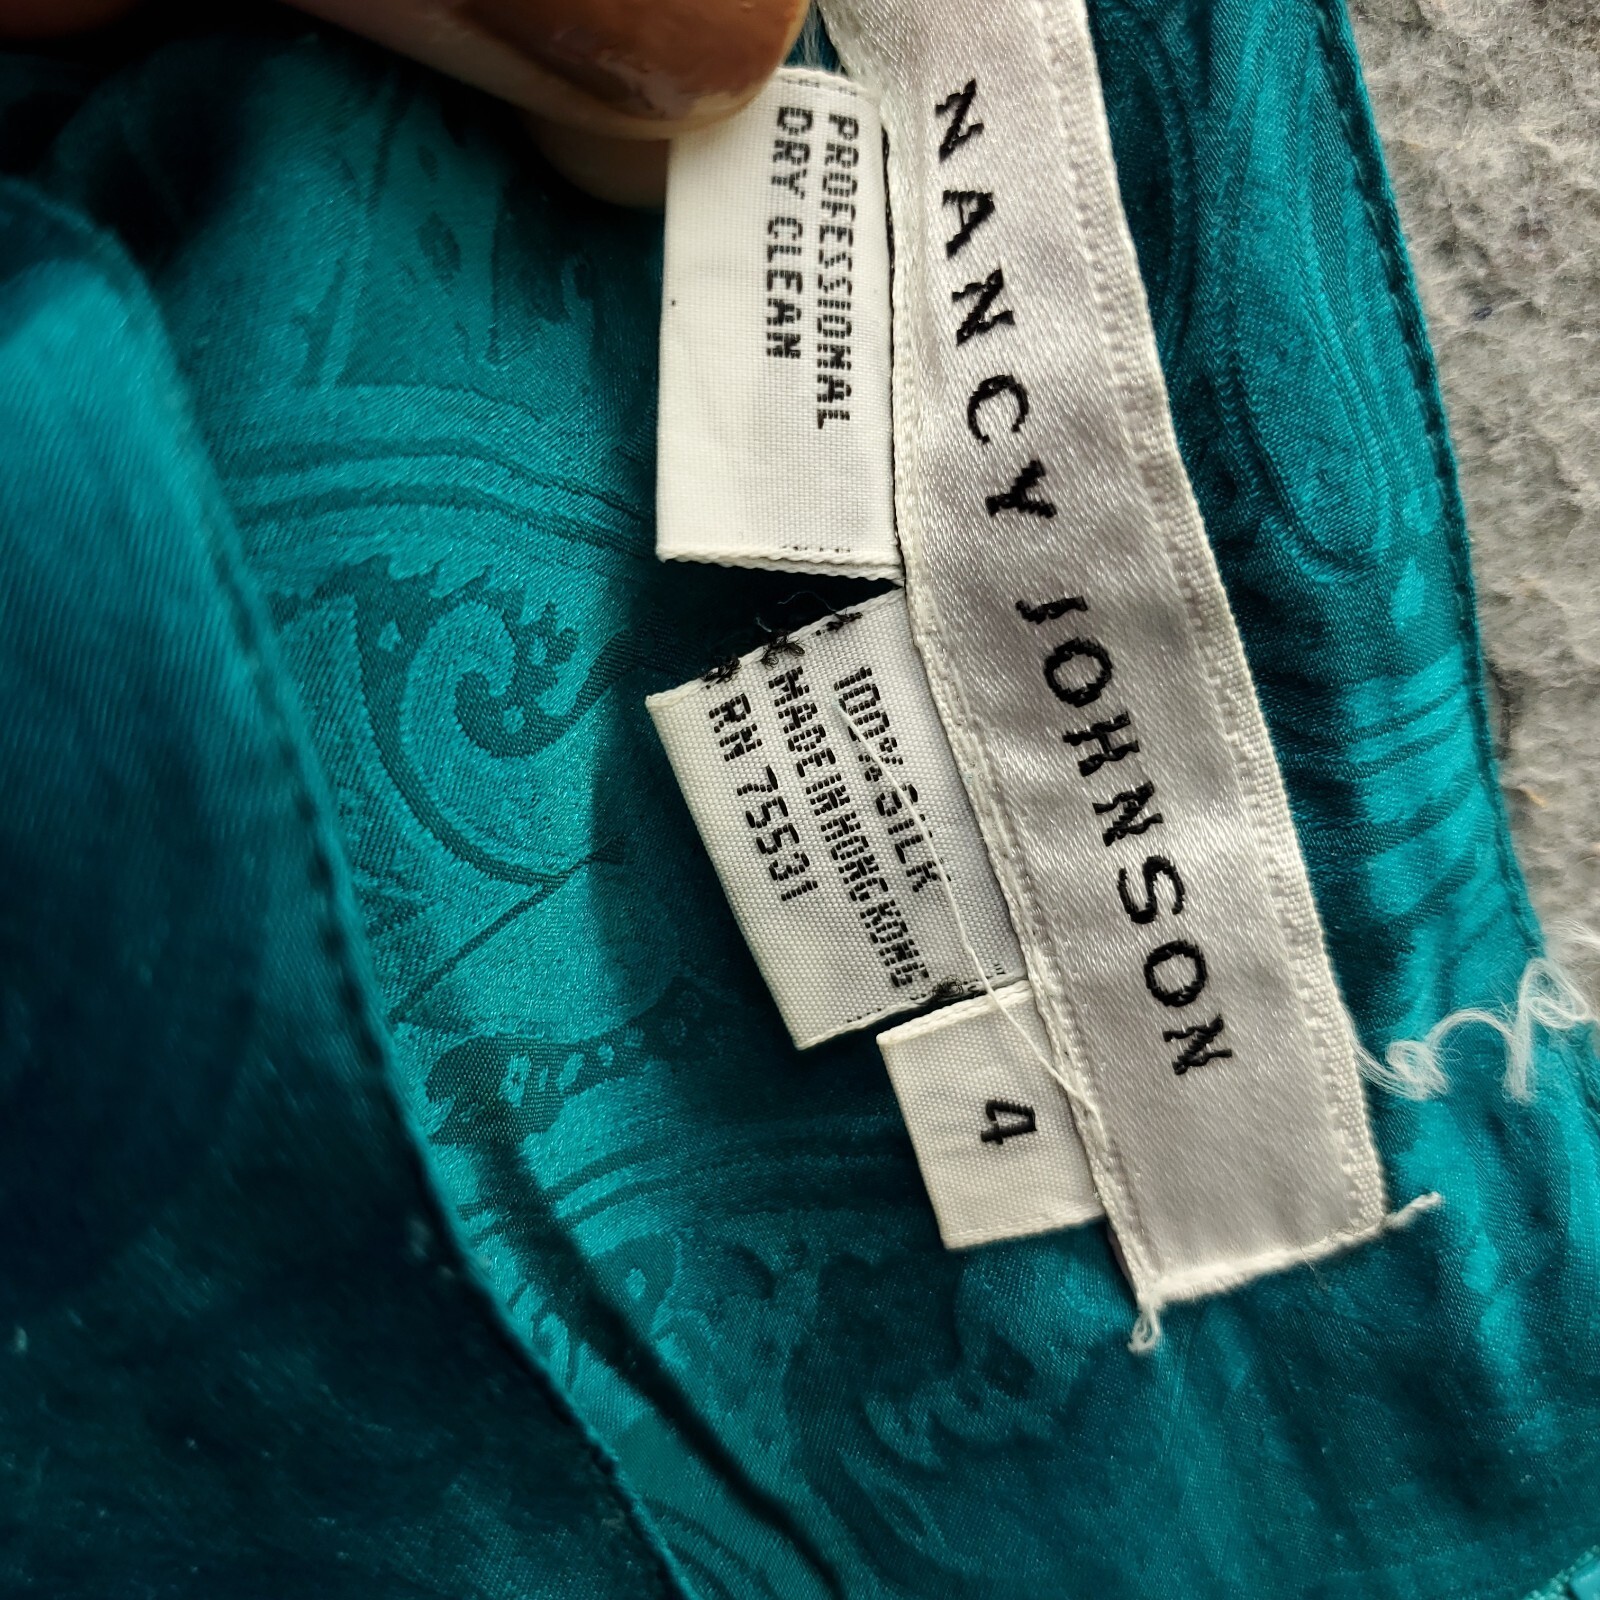 NANCY JOHNSON
PROFESSIONAL
DRY CLEAN
100% SILK
MADE IN HONG KONG
RN 75531
4